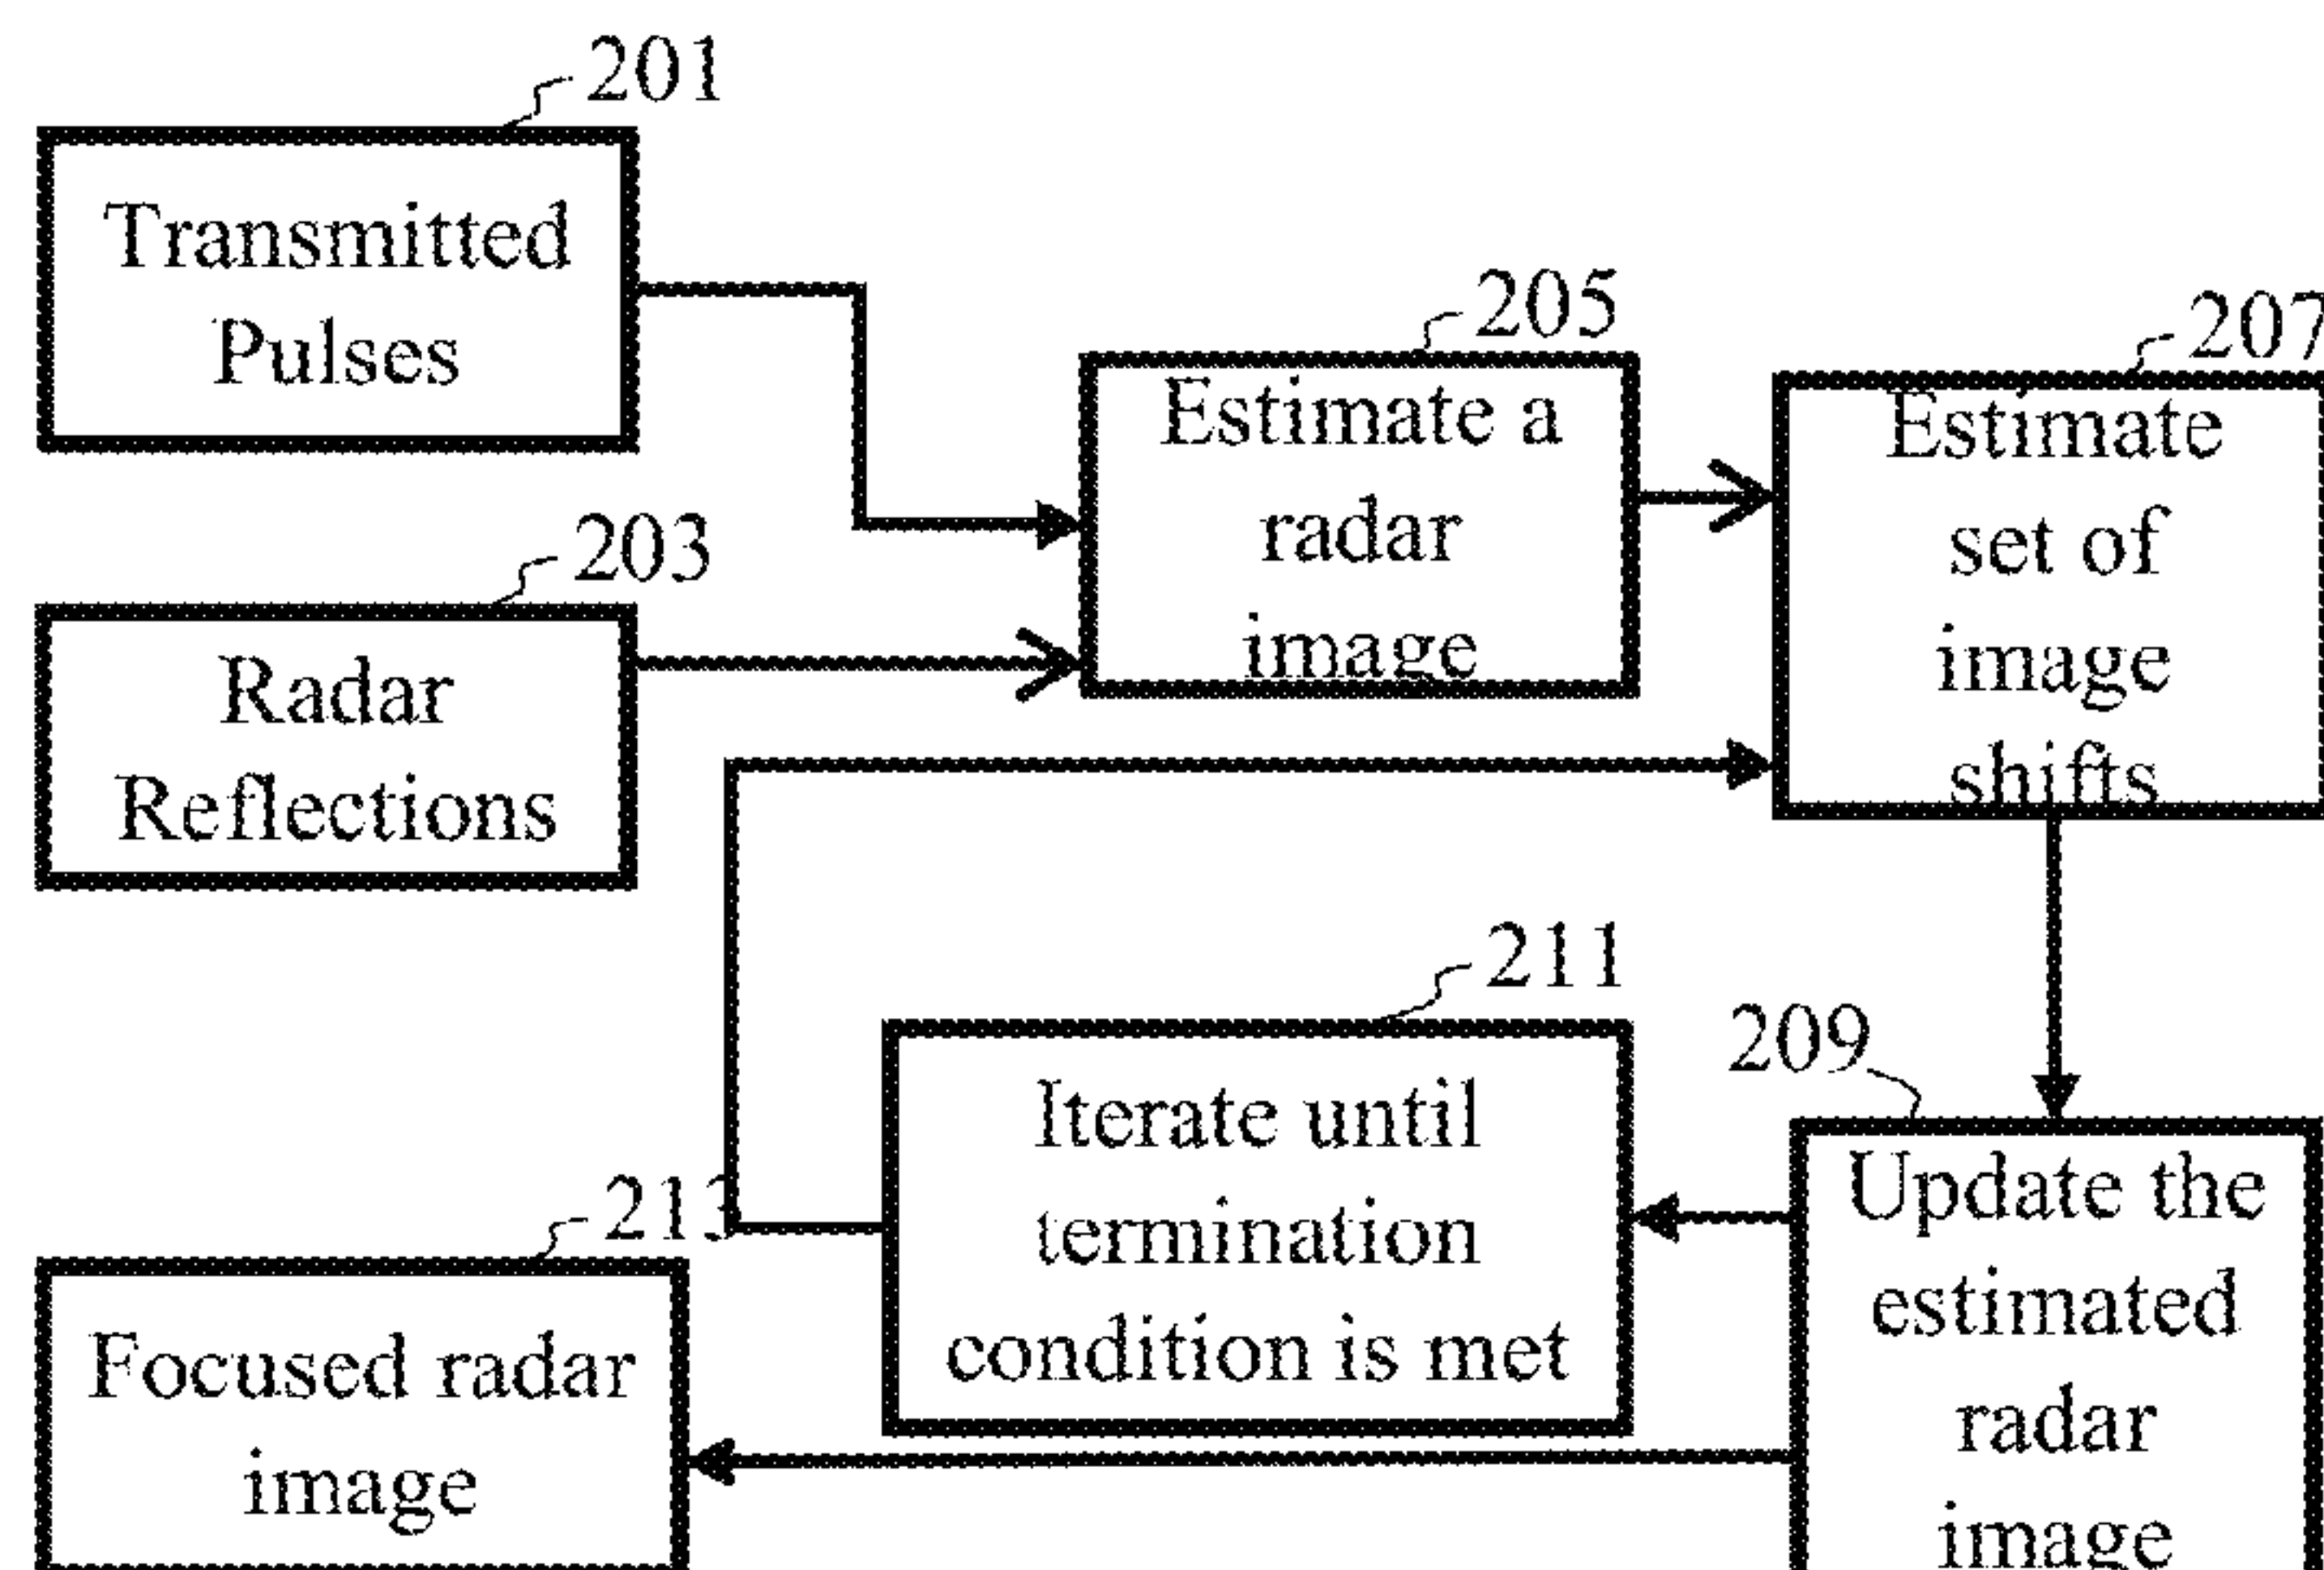 201
Transmitted
Pulses
205
Estimate a
radar
image
207
Estimate
set of
image
shifts
203
Radar
Reflections
211
Iterate until
termination
condition is met
209
Update the
estimated
radar
image
213
Focused radar
image